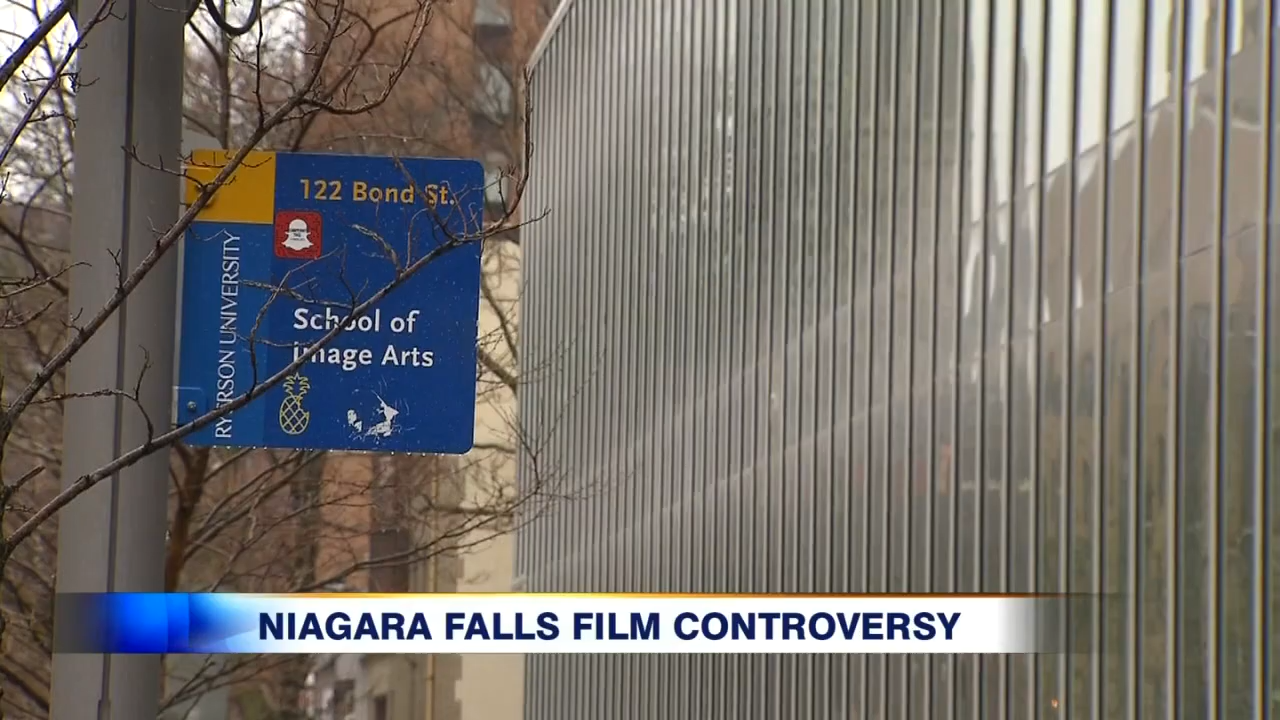 122 Bond St.
RYERSON UNIVERSITY
School of
Image Arts
NIAGARA FALLS FILM CONTROVERSY